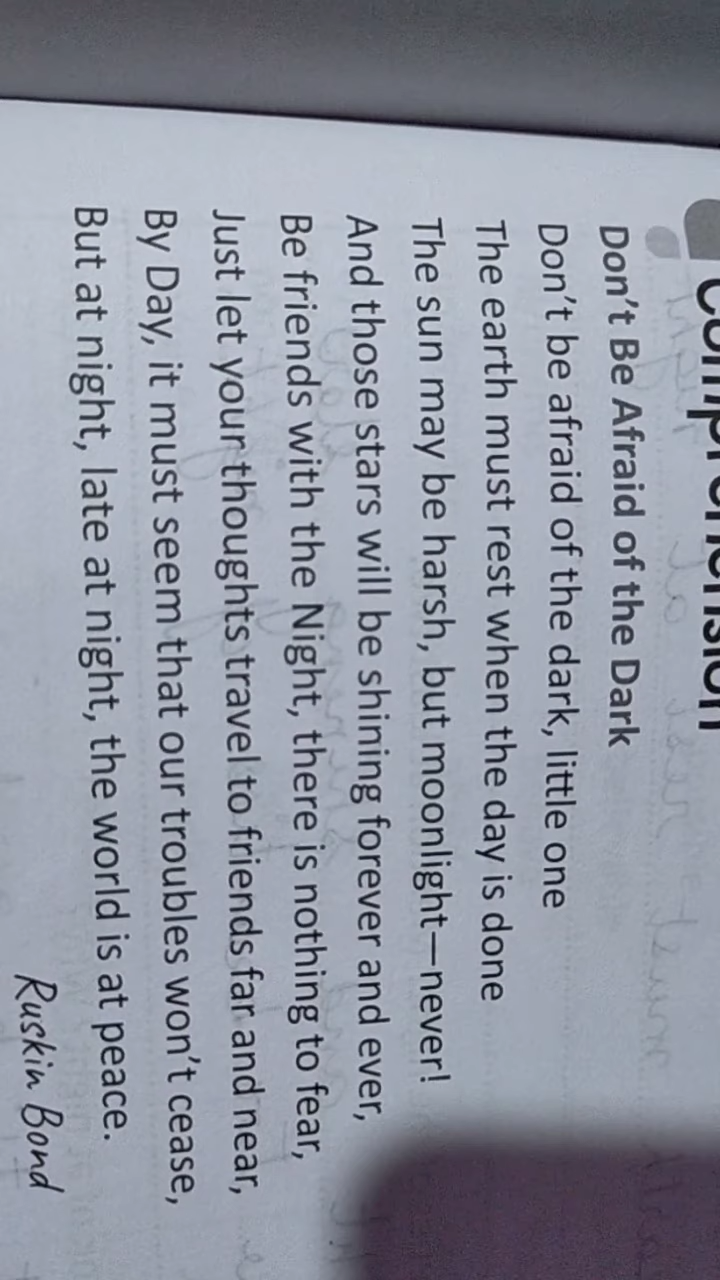 Comprehension
Don't Be Afraid of the Dark
Don't be afraid of the dark, little one
The earth must rest when the day is done
The sun may be harsh, but moonlight—never!
And those stars will be shining forever and ever,
Be friends with the Night, there is nothing to fear,
Just let your thoughts travel to friends far and near,
By Day, it must seem that our troubles won't cease,
But at night, late at night, the world is at peace.
Ruskin Bond